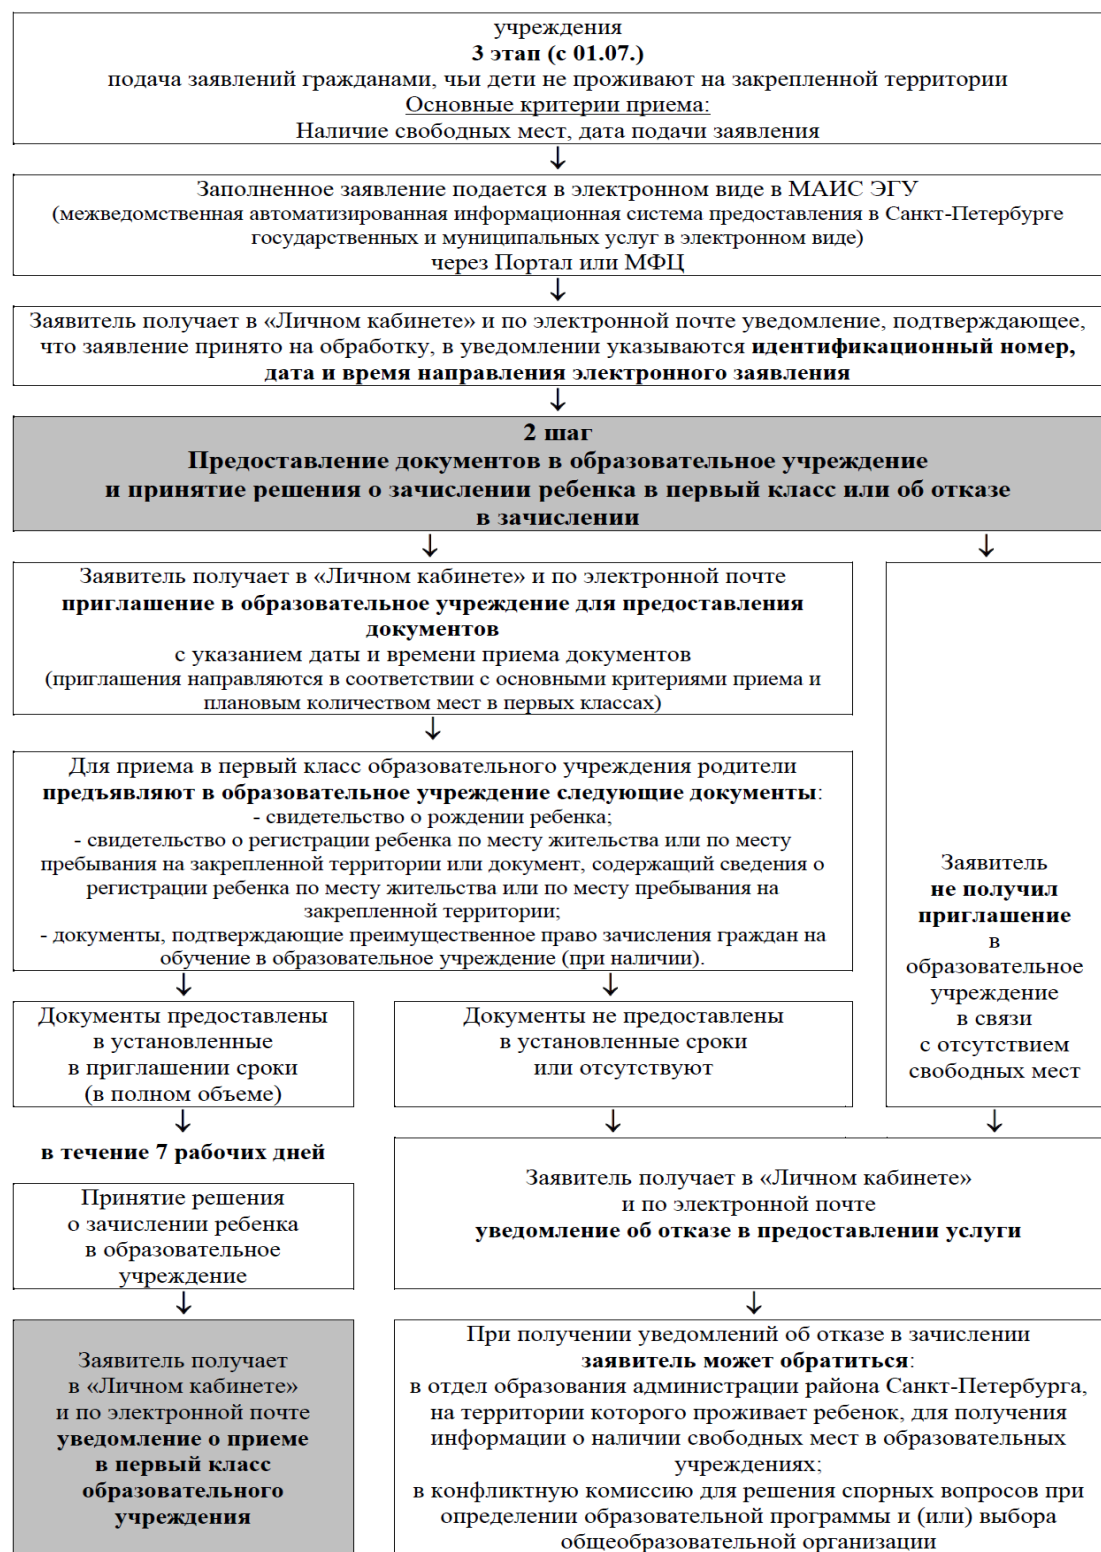 учреждения
3 этап (с 01.07.)
подача заявлений гражданами, чьи дети не проживают на закрепленной территории
Основные критерии приема:
Наличие свободных мест, дата подачи заявления
Заполненное заявление подается в электронном виде в МАИС ЭГУ
(межведомственная автоматизированная информационная система предоставления в Санкт-Петербурге
государственных и муниципальных услуг в электронном виде)
через Портал или МФЦ
Заявитель получает в «Личном кабинете» и по электронной почте уведомление, подтверждающее,
что заявление принято на обработку, в уведомлении указываются идентификационный номер,
дата и время направления электронного заявления
2 шаг
Предоставление документов в образовательное учреждение
и принятие решения о зачислении ребенка в первый класс или об отказе
в зачислении
Заявитель получает в «Личном кабинете» и по электронной почте
приглашение в образовательное учреждение для предоставления
документов
с указанием даты и времени приема документов
(приглашения направляются в соответствии с основными критериями приема и
плановым количеством мест в первых классах)
Для приема в первый класс образовательного учреждения родители
предъявляют в образовательное учреждение следующие документы:
- свидетельство о рождении ребенка;
- свидетельство о регистрации ребенка по месту жительства или по месту
пребывания на закрепленной территории или документ, содержащий сведения о
регистрации ребенка по месту жительства или по месту пребывания на
закрепленной территории;
- документы, подтверждающие преимущественное право зачисления граждан на
обучение в образовательное учреждение (при наличии).
Заявитель
не получил
приглашение
в
образовательное
учреждение
в связи
с отсутствием
свободных мест
Документы предоставлены
в установленные
в приглашении сроки
(в полном объеме)
Документы не предоставлены
в установленные сроки
или отсутствуют
в течение 7 рабочих дней
Принятие решения
о зачислении ребенка
в образовательное
учреждение
Заявитель получает в «Личном кабинете»
и по электронной почте
уведомление об отказе в предоставлении услуги
Заявитель получает
в «Личном кабинете»
и по электронной почте
уведомление о приеме
в первый класс
образовательного
учреждения
При получении уведомлений об отказе в зачислении
заявитель может обратиться:
в отдел образования администрации района Санкт-Петербурга,
на территории которого проживает ребенок, для получения
информации о наличии свободных мест в образовательных
учреждениях;
в конфликтную комиссию для решения спорных вопросов при
определении образовательной программы и (или) выбора
общеобразовательной организации